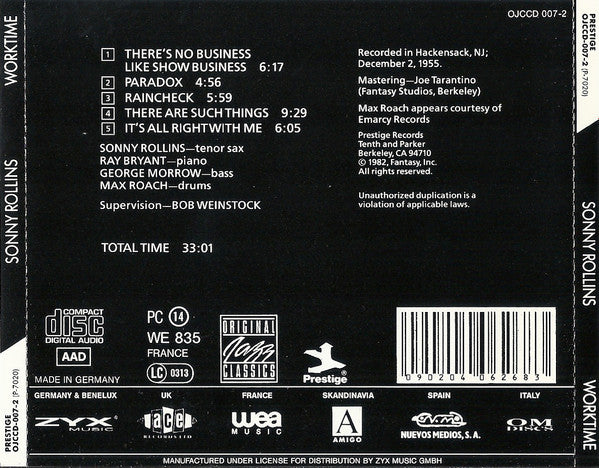 OJCCD 007-2
1 THERE'S NO BUSINESS
LIKE SHOW BUSINESS 6:17
2 PARADOX 4:56
3 RAINCHECK 5:59
4 THERE ARE SUCH THINGS 9:29
5 IT'S ALL RIGHT WITH ME 6:05
SONNY ROLLINS—tenor sax
RAY BRYANT—piano
GEORGE MORROW—bass
MAX ROACH—drums
Supervision—BOB WEINSTOCK
TOTAL TIME 33:01
Recorded in Hackensack, NJ;
December 2, 1955.
Mastering—Joe Tarantino
(Fantasy Studios, Berkeley)
Max Roach appears courtesy of
Emarcy Records
Prestige Records
Tenth and Parker
Berkeley, CA 94710
© 1982, Fantasy, Inc.
All rights reserved.
Unauthorized duplication is a
violation of applicable laws.
COMPACT
disc
DIGITAL AUDIO
AAD
MADE IN GERMANY
PC 14
WE 835
FRANCE
LC 0313
ORIGINAL
Jazz
CLASSICS
Prestige
0 90204 06268 3
GERMANY & BENELUX
ZYX
MUSIC
UK
ace
RECORDS LTD
FRANCE
wea
MUSIC
SKANDINAVIA
A
AMIGO
SPAIN
N.M.
NUEVOS MEDIOS, S.A.
ITALY
OM
DISCS
MANUFACTURED UNDER LICENSE FOR DISTRIBUTION BY ZYX MUSIC GMBH
PRESTIGE
OJCCD-007-2 (P-7020)
SONNY ROLLINS
WORKTIME
PRESTIGE
OJCCD-007-2 (P-7020)
SONNY ROLLINS
WORKTIME